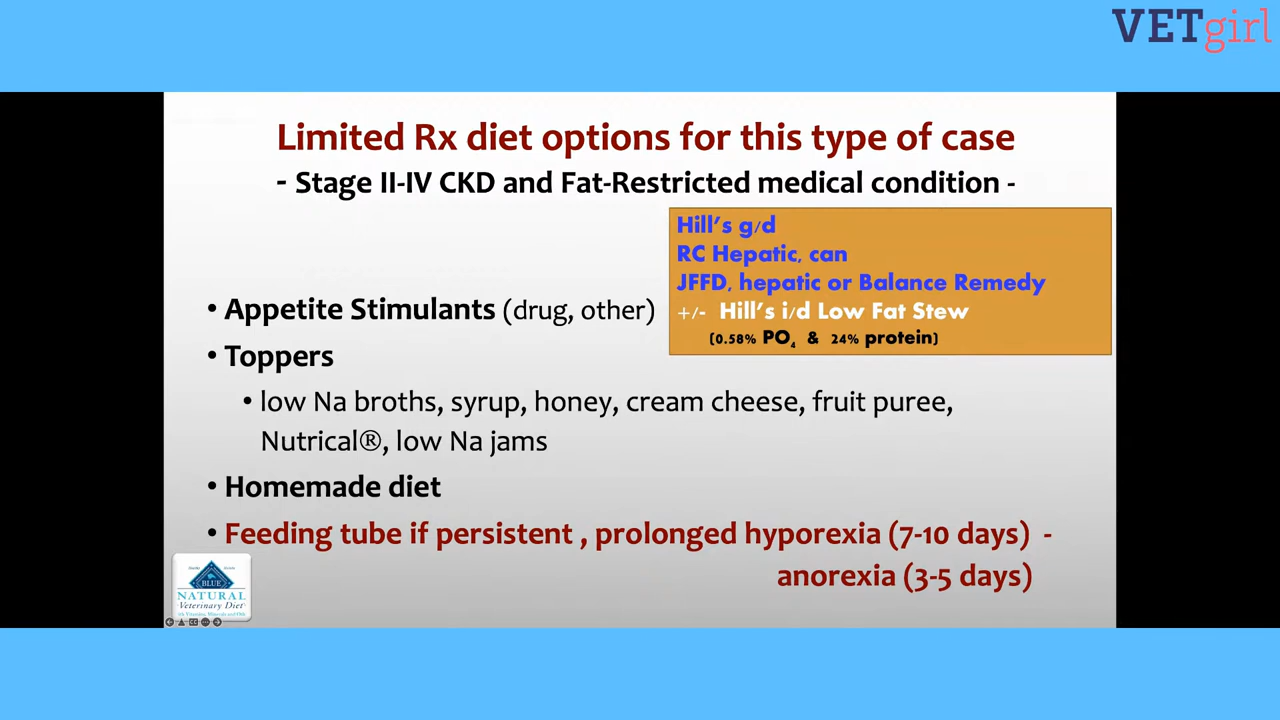 VETgirl
Limited Rx diet options for this type of case
- Stage II-IV CKD and Fat-Restricted medical condition -
Hill's g/d
RC Hepatic, can
JFFD, hepatic or Balance Remedy
+/- Hill's i/d Low Fat Stew
(0.58% PO4 & 24% protein)
• Appetite Stimulants (drug, other)
• Toppers
• low Na broths, syrup, honey, cream cheese, fruit puree,
Nutrical®, low Na jams
• Homemade diet
• Feeding tube if persistent , prolonged hyporexia (7-10 days) -
anorexia (3-5 days)
BLUE
NATURAL
Veterinary Diet